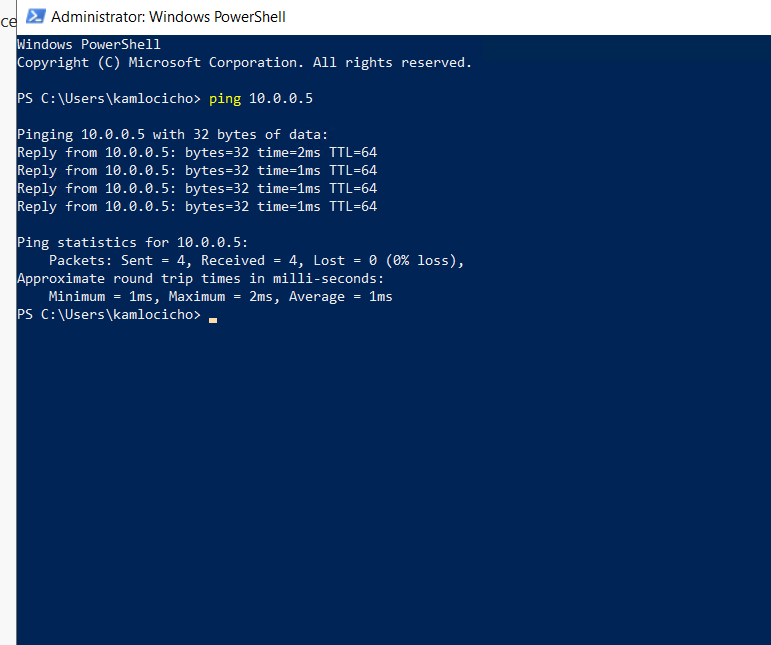 ce
Administrator: Windows PowerShell
Windows PowerShell
Copyright (C) Microsoft Corporation. All rights reserved.
PS C:\Users\kamlocicho> ping 10.0.0.5
Pinging 10.0.0.5 with 32 bytes of data:
Reply from 10.0.0.5: bytes=32 time=2ms TTL=64
Reply from 10.0.0.5: bytes=32 time=1ms TTL=64
Reply from 10.0.0.5: bytes=32 time=1ms TTL=64
Reply from 10.0.0.5: bytes=32 time=1ms TTL=64
Ping statistics for 10.0.0.5:
    Packets: Sent = 4, Received = 4, Lost = 0 (0% loss),
Approximate round trip times in milli-seconds:
    Minimum = 1ms, Maximum = 2ms, Average = 1ms
PS C:\Users\kamlocicho>